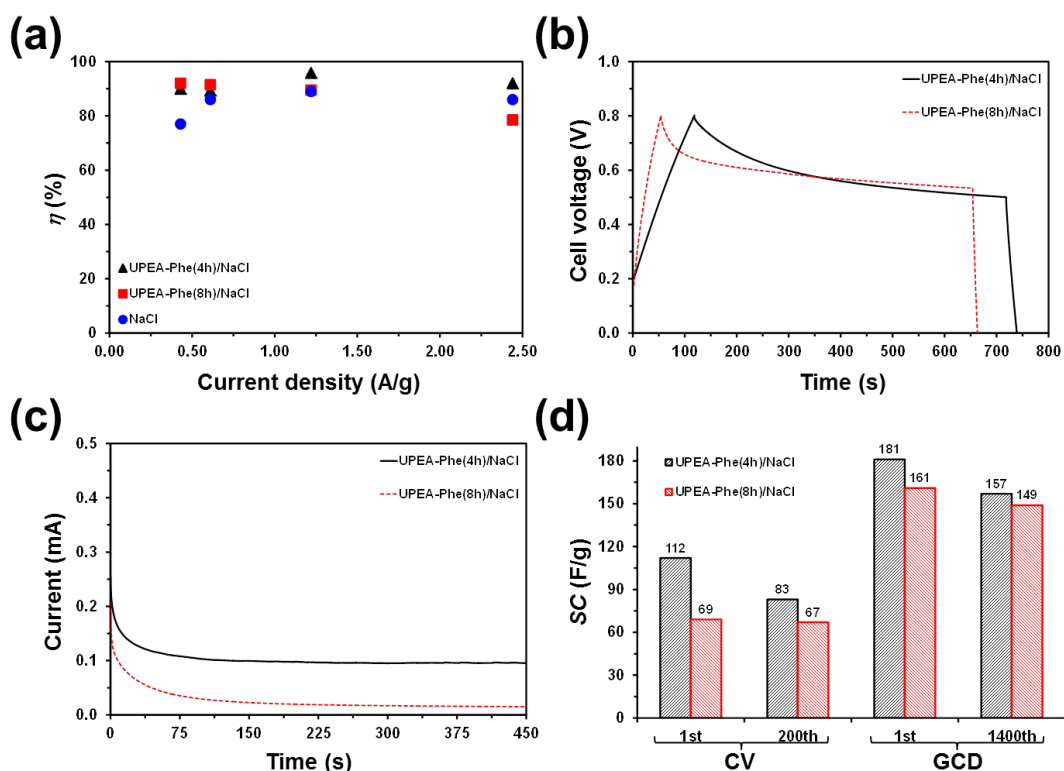 (a)
100
80
60
40
20
0
η (%)
UPEA-Phe(4h)/NaCl
UPEA-Phe(8h)/NaCl
NaCl
0.00 0.50 1.00 1.50 2.00 2.50
Current density (A/g)
(b)
1.0
0.8
0.6
0.4
0.2
0.0
Cell voltage (V)
UPEA-Phe(4h)/NaCl
UPEA-Phe(8h)/NaCl
0 100 200 300 400 500 600 700 800
Time (s)
(c)
0.5
0.4
0.3
0.2
0.1
0.0
Current (mA)
UPEA-Phe(4h)/NaCl
UPEA-Phe(8h)/NaCl
0 75 150 225 300 375 450
Time (s)
(d)
180
150
120
90
60
30
0
SC (F/g)
UPEA-Phe(4h)/NaCl
UPEA-Phe(8h)/NaCl
112
69
83
67
181
161
157
149
1st 200th 1st 1400th
CV GCD